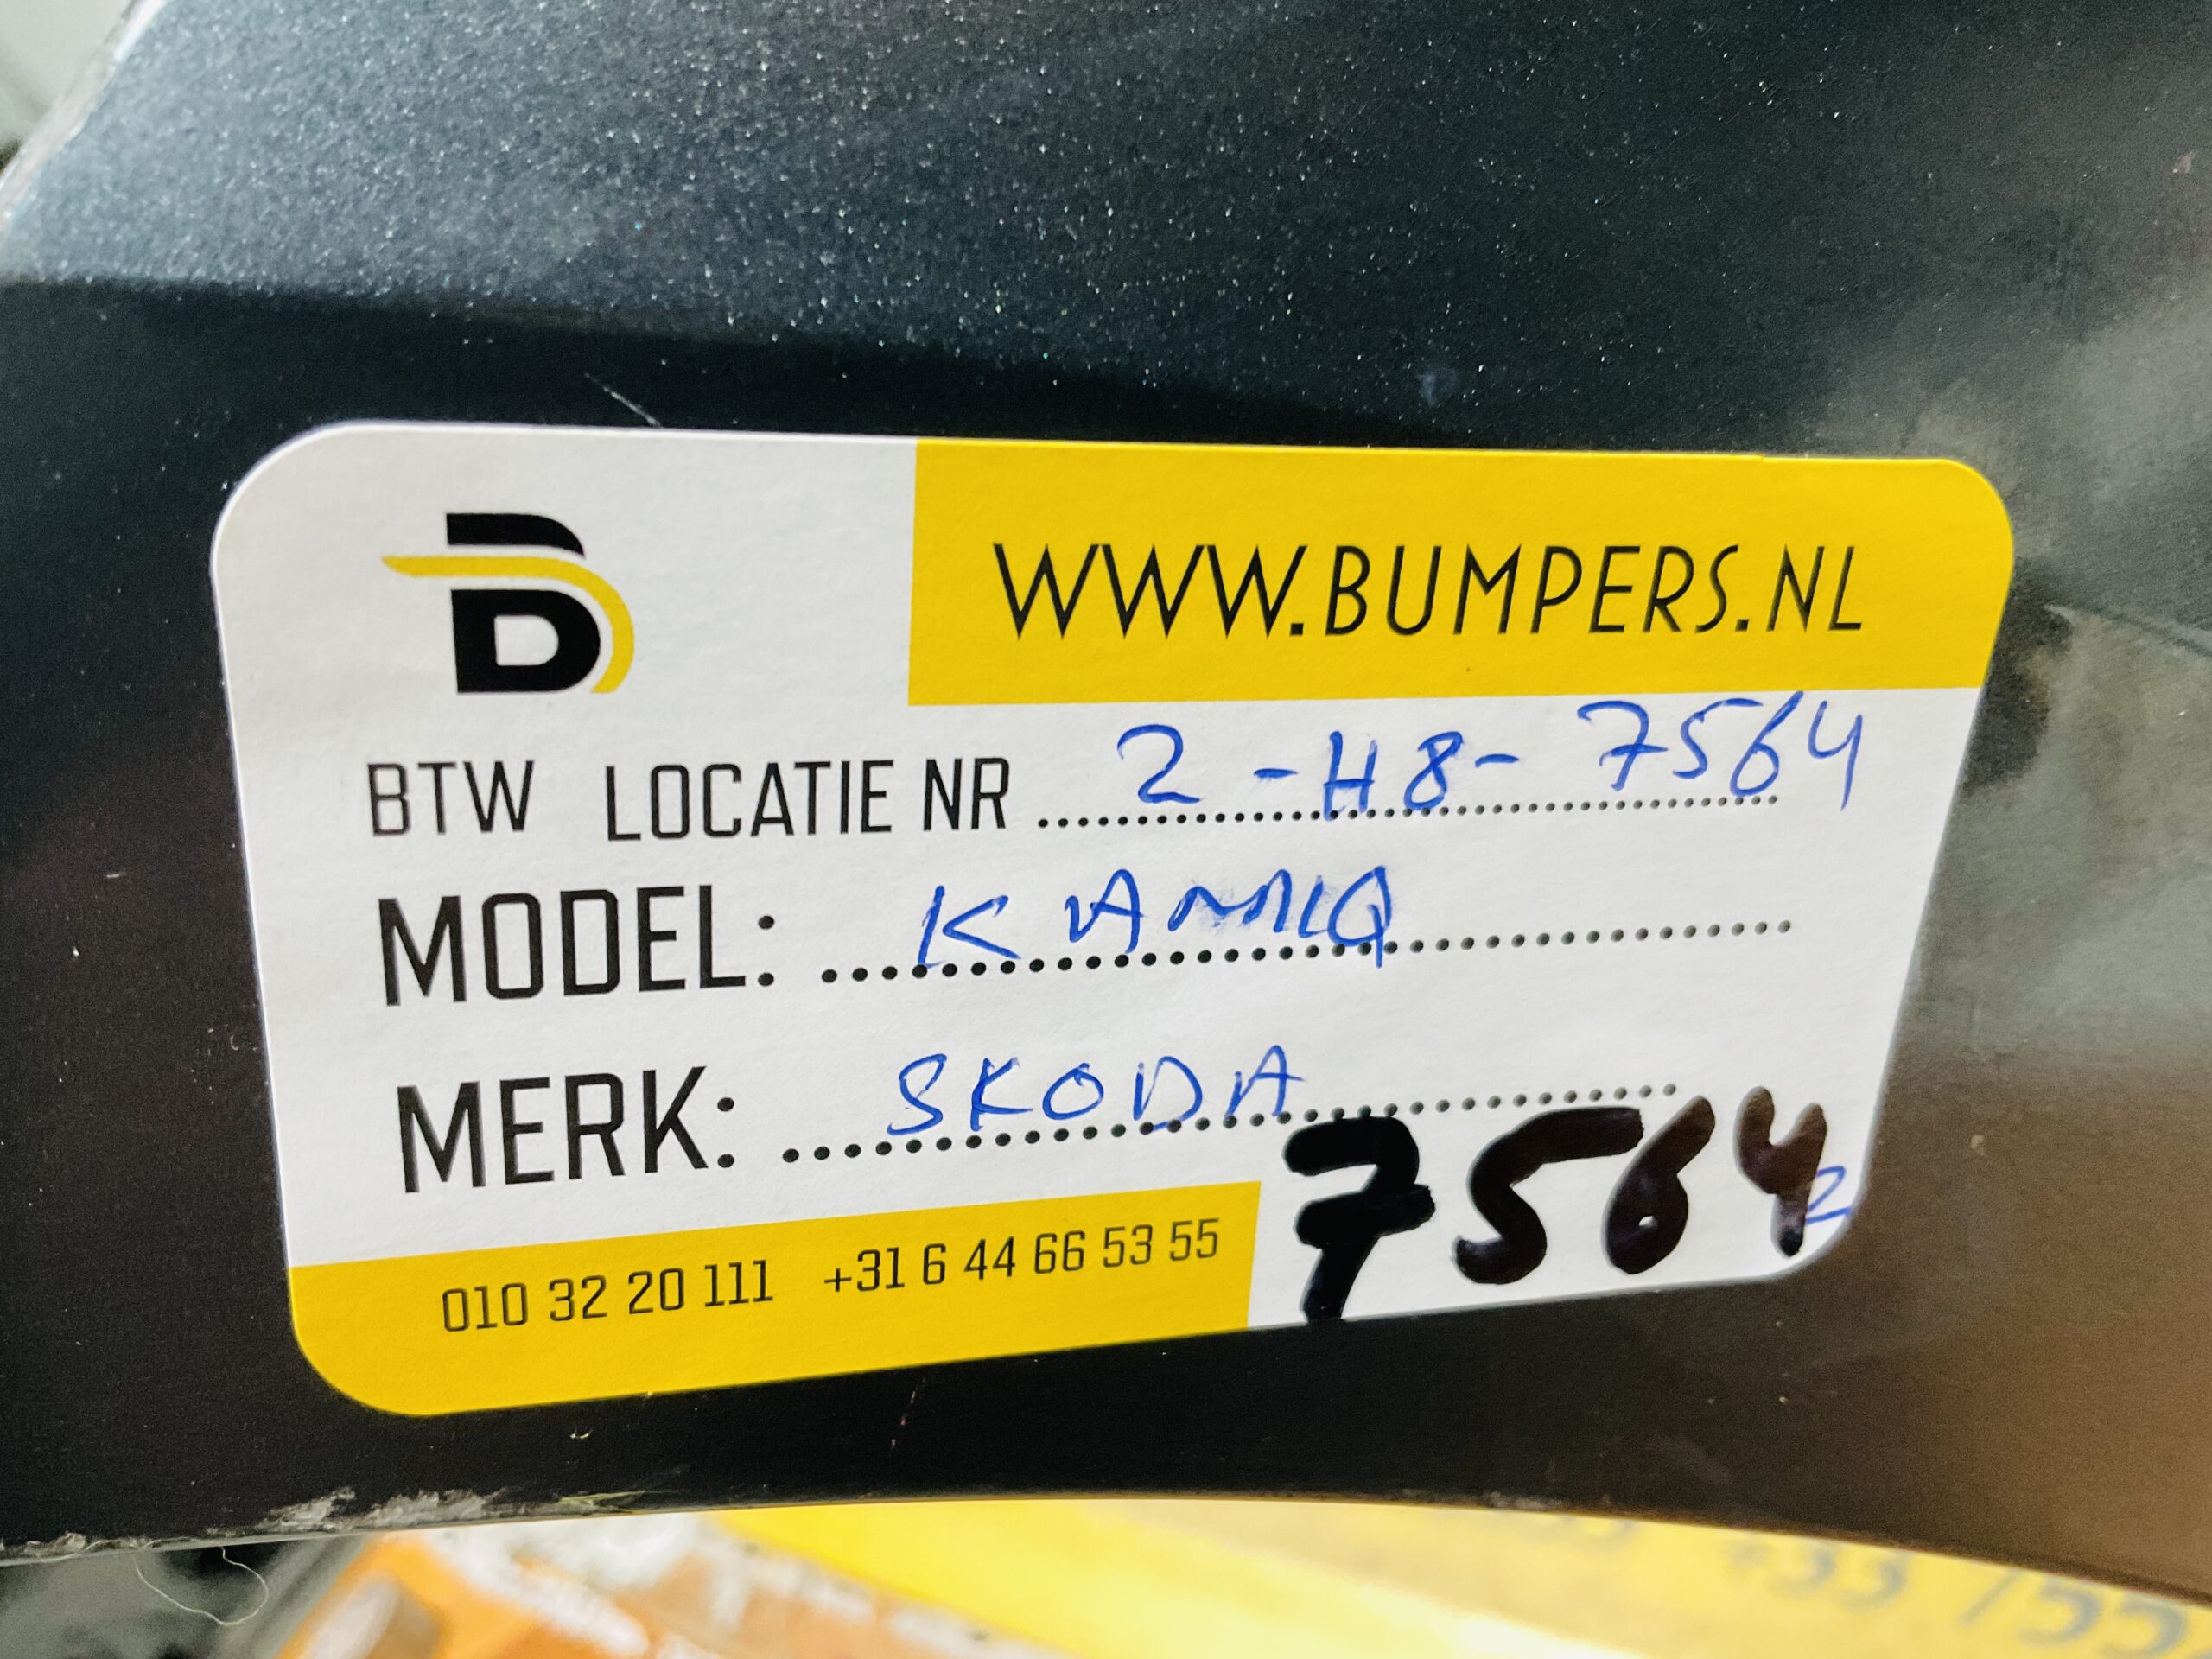 B
WWW.BUMPERS.NL
BTW LOCATIE NR 2-H8-7564
MODEL: KAMIQ
MERK: SKODA
7564
2
010 32 20 111 +31 6 44 66 53 55